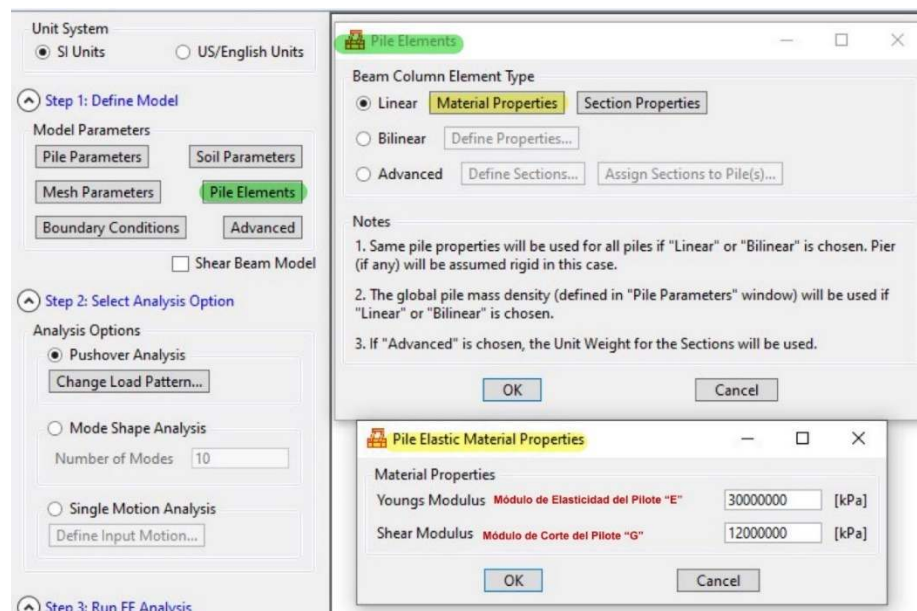 Unit System
SI Units US/English Units
Step 1: Define Model
Model Parameters
Pile Parameters Soil Parameters
Mesh Parameters Pile Elements
Boundary Conditions Advanced
Shear Beam Model
Step 2: Select Analysis Option
Analysis Options
Pushover Analysis
Change Load Pattern...
Mode Shape Analysis
Number of Modes 10
Single Motion Analysis
Define Input Motion...
Step 3: Run FE Analysis
Pile Elements
Beam Column Element Type
Linear Material Properties Section Properties
Bilinear Define Properties...
Advanced Define Sections... Assign Sections to Pile(s)...
Notes
1. Same pile properties will be used for all piles if "Linear" or "Bilinear" is chosen. Pier
(if any) will be assumed rigid in this case.
2. The global pile mass density (defined in "Pile Parameters" window) will be used if
"Linear" or "Bilinear" is chosen.
3. If "Advanced" is chosen, the Unit Weight for the Sections will be used.
OK Cancel
Pile Elastic Material Properties
Material Properties
Youngs Modulus Módulo de Elasticidad del Pilote “E” 30000000 [kPa]
Shear Modulus Módulo de Corte del Pilote “G” 12000000 [kPa]
OK Cancel